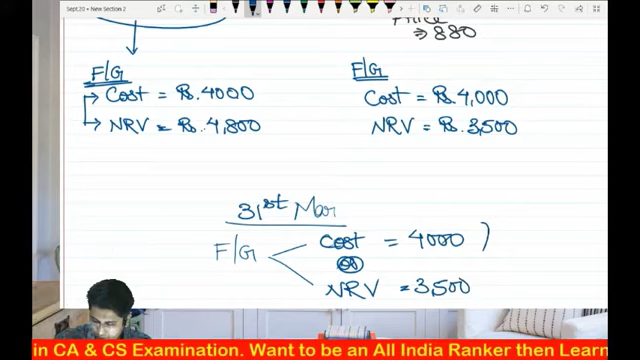 Sept 20 + New Section 2
Price
⇒ 880
F/G
Cost = Rs. 4000
NRV = Rs. 4,800
F/G
Cost = Rs. 4,000
NRV = Rs. 3,500
31st Mar
F/G
Cost = 4000 )
or
NRV = 3,500
in CA & CS Examination. Want to be an All India Ranker then Learn